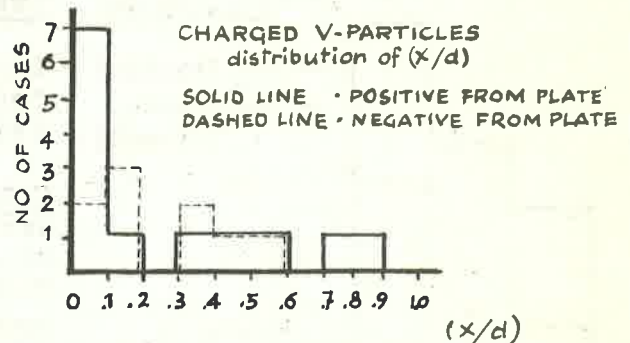 CHARGED V-PARTICLES
distribution of (x/d)
SOLID LINE · POSITIVE FROM PLATE
DASHED LINE · NEGATIVE FROM PLATE
NO OF CASES
7
6
5
4
3
2
1
0 .1 .2 .3 .4 .5 .6 .7 .8 .9 1.0
(x/d)